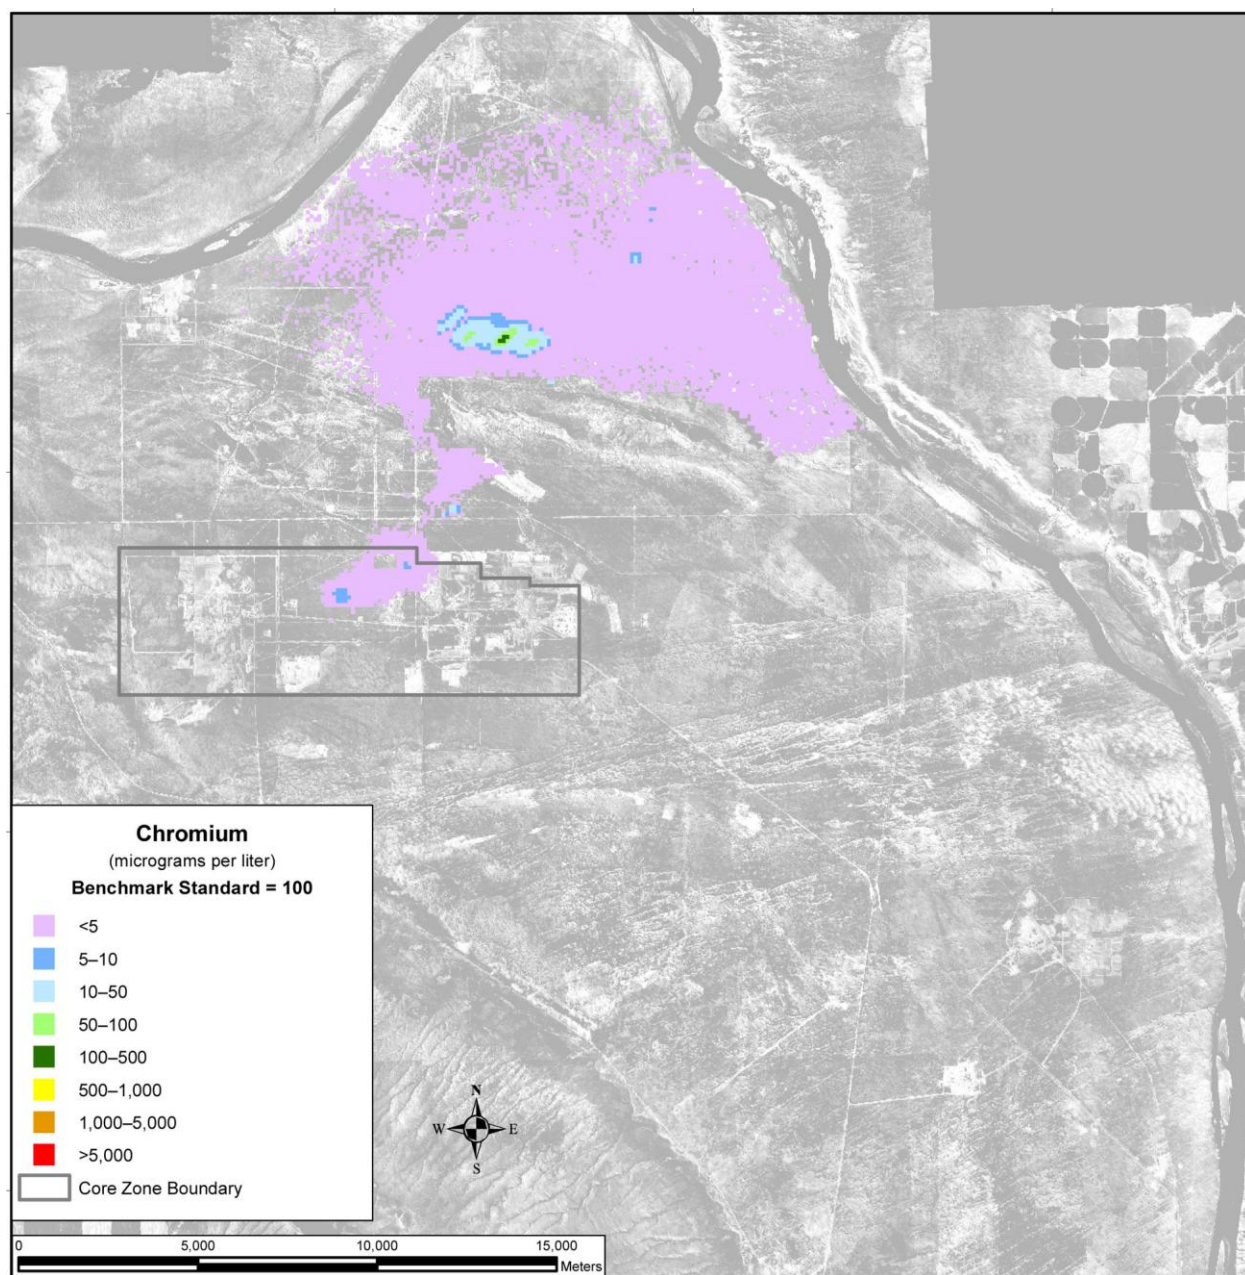 Chromium
(micrograms per liter)
Benchmark Standard = 100
<5
5–10
10–50
50–100
100–500
500–1,000
1,000–5,000
>5,000
Core Zone Boundary
N
W E
S
0 5,000 10,000 15,000
Meters